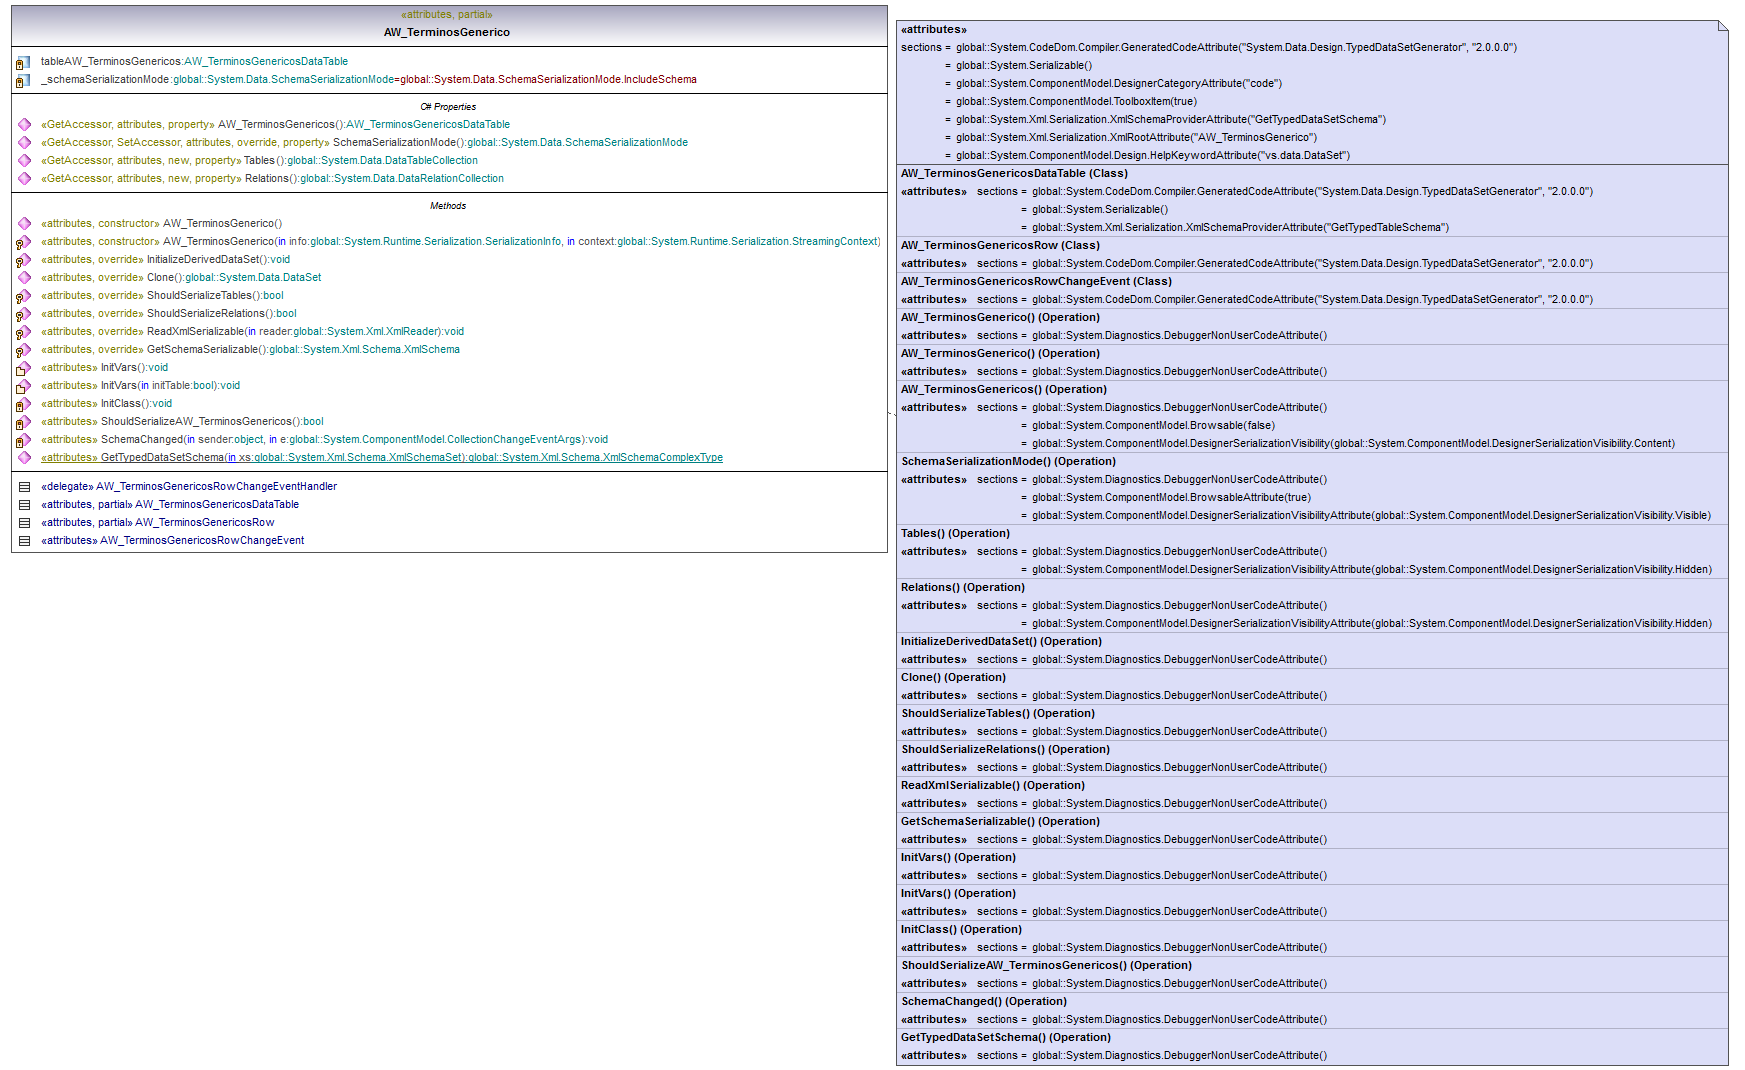 «attributes, partial»
AW_TerminosGenerico
tableAW_TerminosGenericos:AW_TerminosGenericosDataTable
_schemaSerializationMode:global::System.Data.SchemaSerializationMode=global::System.Data.SchemaSerializationMode.IncludeSchema
C# Properties
«GetAccessor, attributes, property» AW_TerminosGenericos():AW_TerminosGenericosDataTable
«GetAccessor, SetAccessor, attributes, override, property» SchemaSerializationMode():global::System.Data.SchemaSerializationMode
«GetAccessor, attributes, new, property» Tables():global::System.Data.DataTableCollection
«GetAccessor, attributes, new, property» Relations():global::System.Data.DataRelationCollection
Methods
«attributes, constructor» AW_TerminosGenerico()
«attributes, constructor» AW_TerminosGenerico(in info:global::System.Runtime.Serialization.SerializationInfo, in context:global::System.Runtime.Serialization.StreamingContext)
«attributes, override» InitializeDerivedDataSet():void
«attributes, override» Clone():global::System.Data.DataSet
«attributes, override» ShouldSerializeTables():bool
«attributes, override» ShouldSerializeRelations():bool
«attributes, override» ReadXmlSerializable(in reader:global::System.Xml.XmlReader):void
«attributes, override» GetSchemaSerializable():global::System.Xml.Schema.XmlSchema
«attributes» InitVars():void
«attributes» InitVars(in initTable:bool):void
«attributes» InitClass():void
«attributes» ShouldSerializeAW_TerminosGenericos():bool
«attributes» SchemaChanged(in sender:object, in e:global::System.ComponentModel.CollectionChangeEventArgs):void
«attributes» GetTypedDataSetSchema(in xs:global::System.Xml.Schema.XmlSchemaSet):global::System.Xml.Schema.XmlSchemaComplexType
«delegate» AW_TerminosGenericosRowChangeEventHandler
«attributes, partial» AW_TerminosGenericosDataTable
«attributes, partial» AW_TerminosGenericosRow
«attributes» AW_TerminosGenericosRowChangeEvent
«attributes»
sections = global::System.CodeDom.Compiler.GeneratedCodeAttribute("System.Data.Design.TypedDataSetGenerator", "2.0.0.0")
= global::System.Serializable()
= global::System.ComponentModel.DesignerCategoryAttribute("code")
= global::System.ComponentModel.ToolboxItem(true)
= global::System.Xml.Serialization.XmlSchemaProviderAttribute("GetTypedDataSetSchema")
= global::System.Xml.Serialization.XmlRootAttribute("AW_TerminosGenerico")
= global::System.ComponentModel.Design.HelpKeywordAttribute("vs.data.DataSet")
AW_TerminosGenericosDataTable (Class)
«attributes» sections = global::System.CodeDom.Compiler.GeneratedCodeAttribute("System.Data.Design.TypedDataSetGenerator", "2.0.0.0")
= global::System.Serializable()
= global::System.Xml.Serialization.XmlSchemaProviderAttribute("GetTypedTableSchema")
AW_TerminosGenericosRow (Class)
«attributes» sections = global::System.CodeDom.Compiler.GeneratedCodeAttribute("System.Data.Design.TypedDataSetGenerator", "2.0.0.0")
AW_TerminosGenericosRowChangeEvent (Class)
«attributes» sections = global::System.CodeDom.Compiler.GeneratedCodeAttribute("System.Data.Design.TypedDataSetGenerator", "2.0.0.0")
AW_TerminosGenerico() (Operation)
«attributes» sections = global::System.Diagnostics.DebuggerNonUserCodeAttribute()
AW_TerminosGenerico() (Operation)
«attributes» sections = global::System.Diagnostics.DebuggerNonUserCodeAttribute()
AW_TerminosGenericos() (Operation)
«attributes» sections = global::System.Diagnostics.DebuggerNonUserCodeAttribute()
= global::System.ComponentModel.Browsable(false)
= global::System.ComponentModel.DesignerSerializationVisibility(global::System.ComponentModel.DesignerSerializationVisibility.Content)
SchemaSerializationMode() (Operation)
«attributes» sections = global::System.Diagnostics.DebuggerNonUserCodeAttribute()
= global::System.ComponentModel.BrowsableAttribute(true)
= global::System.ComponentModel.DesignerSerializationVisibilityAttribute(global::System.ComponentModel.DesignerSerializationVisibility.Visible)
Tables() (Operation)
«attributes» sections = global::System.Diagnostics.DebuggerNonUserCodeAttribute()
= global::System.ComponentModel.DesignerSerializationVisibilityAttribute(global::System.ComponentModel.DesignerSerializationVisibility.Hidden)
Relations() (Operation)
«attributes» sections = global::System.Diagnostics.DebuggerNonUserCodeAttribute()
= global::System.ComponentModel.DesignerSerializationVisibilityAttribute(global::System.ComponentModel.DesignerSerializationVisibility.Hidden)
InitializeDerivedDataSet() (Operation)
«attributes» sections = global::System.Diagnostics.DebuggerNonUserCodeAttribute()
Clone() (Operation)
«attributes» sections = global::System.Diagnostics.DebuggerNonUserCodeAttribute()
ShouldSerializeTables() (Operation)
«attributes» sections = global::System.Diagnostics.DebuggerNonUserCodeAttribute()
ShouldSerializeRelations() (Operation)
«attributes» sections = global::System.Diagnostics.DebuggerNonUserCodeAttribute()
ReadXmlSerializable() (Operation)
«attributes» sections = global::System.Diagnostics.DebuggerNonUserCodeAttribute()
GetSchemaSerializable() (Operation)
«attributes» sections = global::System.Diagnostics.DebuggerNonUserCodeAttribute()
InitVars() (Operation)
«attributes» sections = global::System.Diagnostics.DebuggerNonUserCodeAttribute()
InitVars() (Operation)
«attributes» sections = global::System.Diagnostics.DebuggerNonUserCodeAttribute()
InitClass() (Operation)
«attributes» sections = global::System.Diagnostics.DebuggerNonUserCodeAttribute()
ShouldSerializeAW_TerminosGenericos() (Operation)
«attributes» sections = global::System.Diagnostics.DebuggerNonUserCodeAttribute()
SchemaChanged() (Operation)
«attributes» sections = global::System.Diagnostics.DebuggerNonUserCodeAttribute()
GetTypedDataSetSchema() (Operation)
«attributes» sections = global::System.Diagnostics.DebuggerNonUserCodeAttribute()